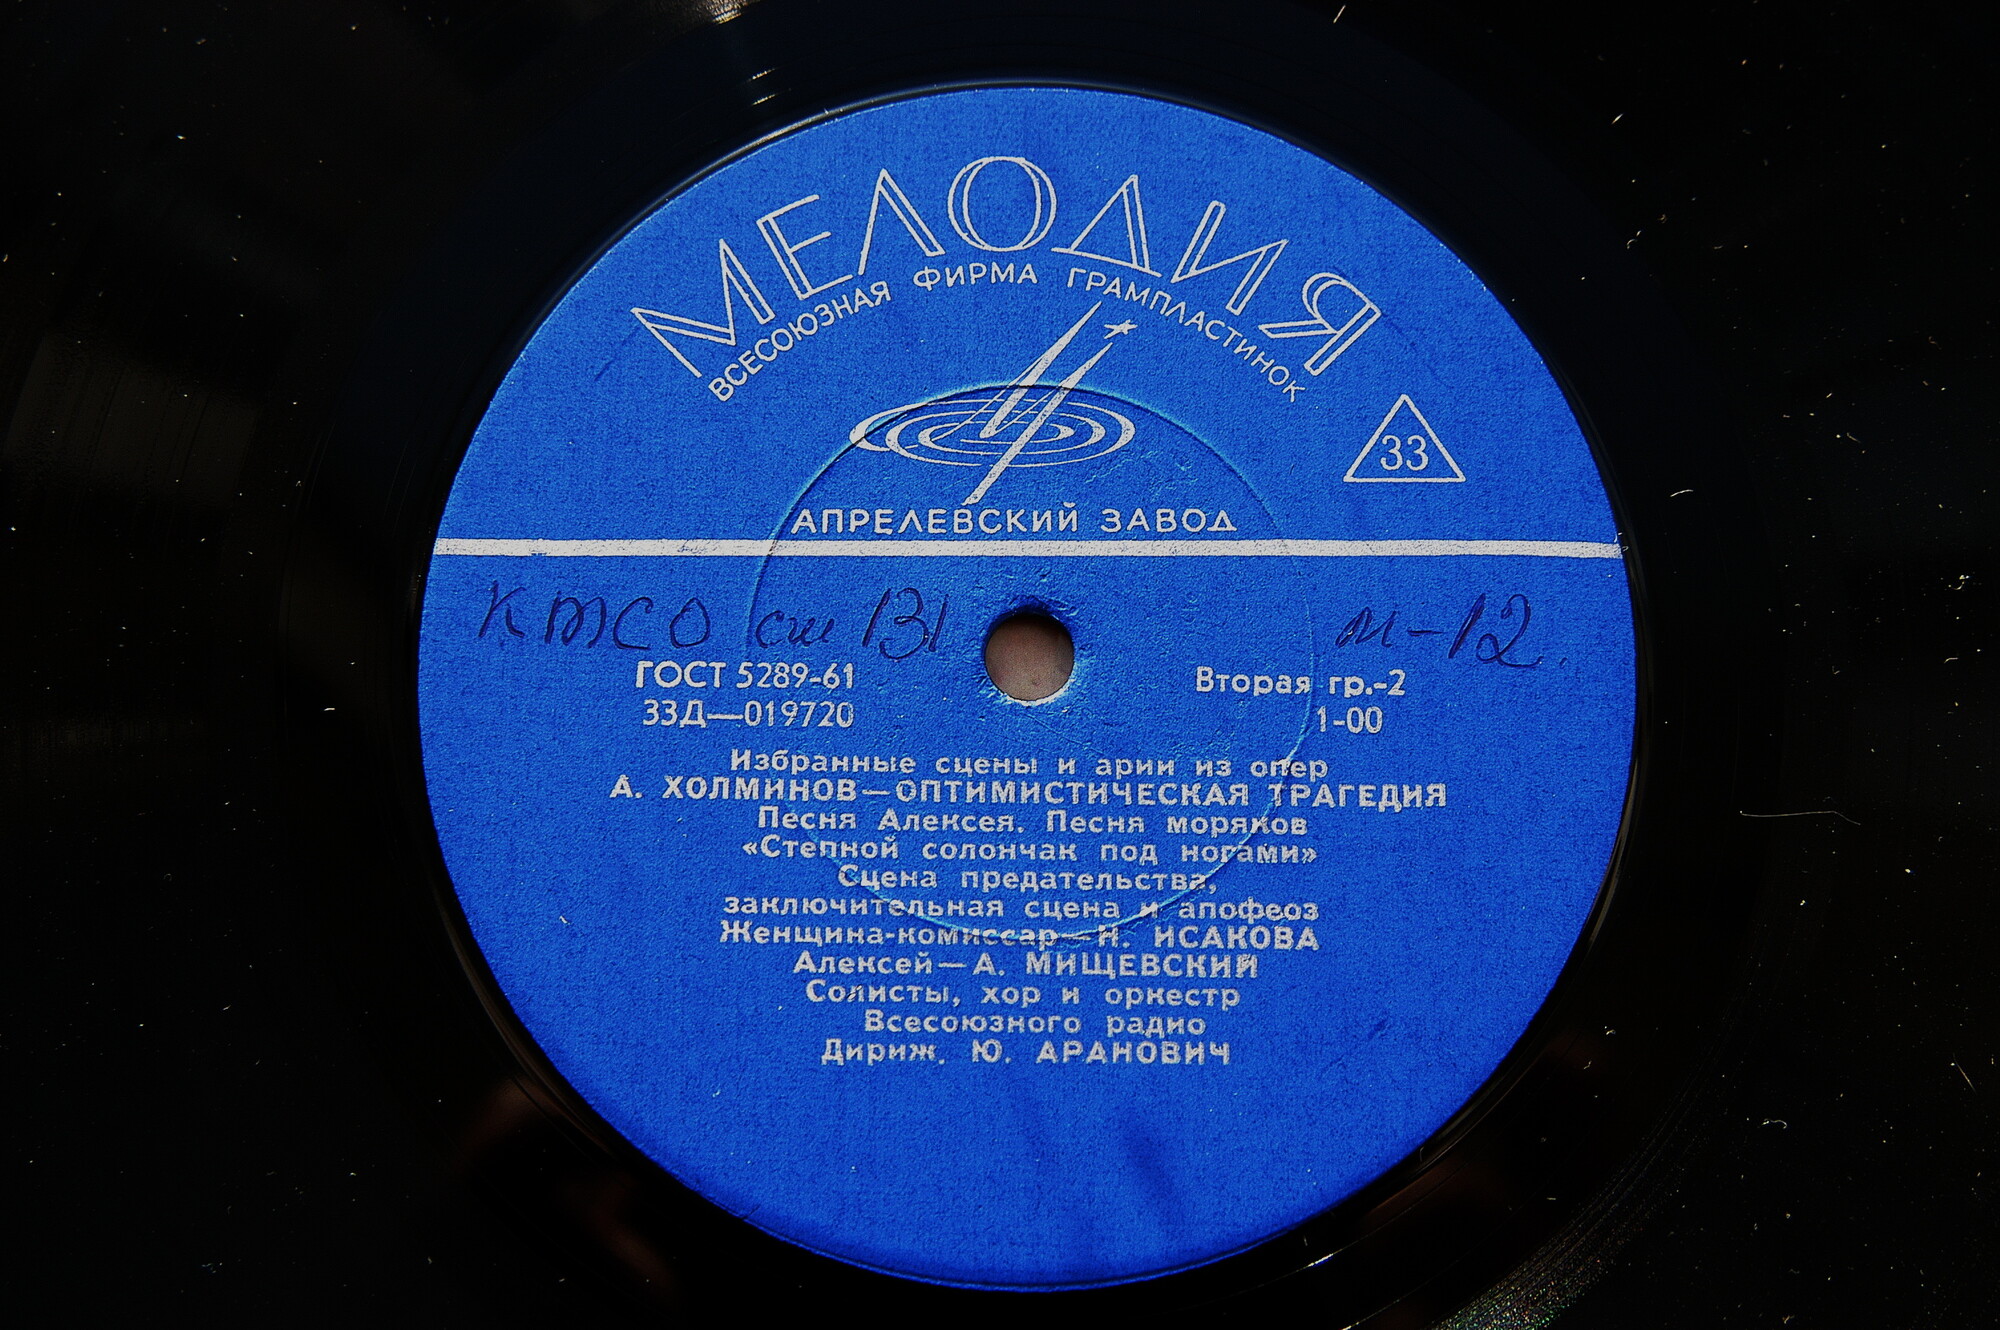 МЕЛОДИЯ
ВСЕСОЮЗНАЯ ФИРМА ГРАМПЛАСТИНОК
33
АПРЕЛЕВСКИЙ ЗАВОД
КТСО сш 131 м-12.
ГОСТ 5289-61 Вторая гр.-2
33Д—019720 1-00
Избранные сцены и арии из опер
А. ХОЛМИНОВ—ОПТИМИСТИЧЕСКАЯ ТРАГЕДИЯ
Песня Алексея. Песня моряков
«Степной солончак под ногами»
Сцена предательства,
заключительная сцена и апофеоз
Женщина-комиссар—Н. ИСАКОВА
Алексей—А. МИЩЕВСКИЙ
Солисты, хор и оркестр
Всесоюзного радио
Дириж. Ю. АРАНОВИЧ